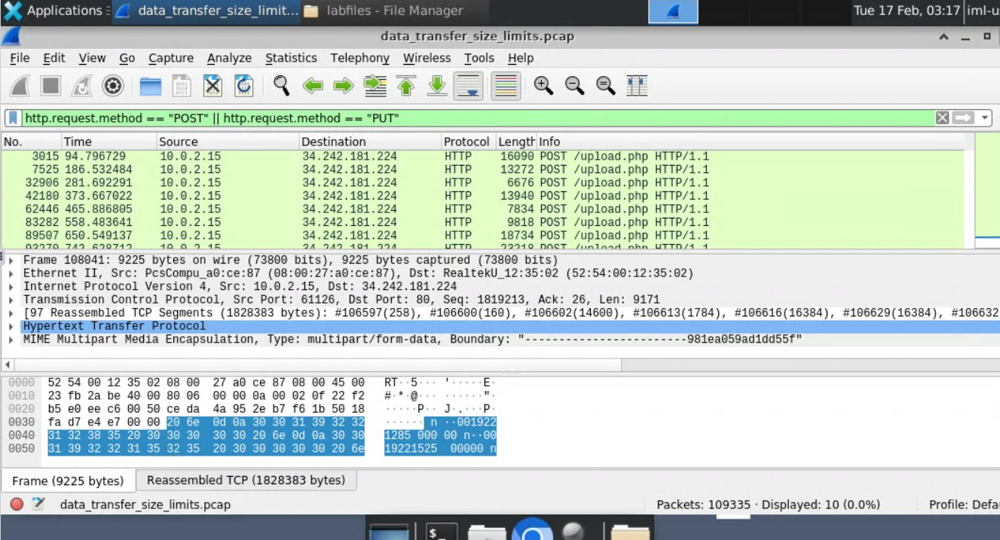 Applications : data_transfer_size_limit... labfiles - File Manager Tue 17 Feb, 03:17 iml-u
data_transfer_size_limits.pcap
File Edit View Go Capture Analyze Statistics Telephony Wireless Tools Help
http.request.method == "POST" || http.request.method == "PUT"
No. Time Source Destination Protocol Length Info
3015 94.796729 10.0.2.15 34.242.181.224 HTTP 16090 POST /upload.php HTTP/1.1
7525 186.532484 10.0.2.15 34.242.181.224 HTTP 13272 POST /upload.php HTTP/1.1
32906 281.692291 10.0.2.15 34.242.181.224 HTTP 6676 POST /upload.php HTTP/1.1
42180 373.667022 10.0.2.15 34.242.181.224 HTTP 13940 POST /upload.php HTTP/1.1
62446 465.886805 10.0.2.15 34.242.181.224 HTTP 7834 POST /upload.php HTTP/1.1
83282 558.483641 10.0.2.15 34.242.181.224 HTTP 9818 POST /upload.php HTTP/1.1
89507 650.549137 10.0.2.15 34.242.181.224 HTTP 18734 POST /upload.php HTTP/1.1
93270 742.628712 10.0.2.15 34.242.181.224 HTTP 23218 POST /upload.php HTTP/1.1
Frame 108041: 9225 bytes on wire (73800 bits), 9225 bytes captured (73800 bits)
Ethernet II, Src: PcsCompu_a0:ce:87 (08:00:27:a0:ce:87), Dst: RealtekU_12:35:02 (52:54:00:12:35:02)
Internet Protocol Version 4, Src: 10.0.2.15, Dst: 34.242.181.224
Transmission Control Protocol, Src Port: 61126, Dst Port: 80, Seq: 1819213, Ack: 26, Len: 9171
[97 Reassembled TCP Segments (1828383 bytes): #106597(258), #106600(160), #106602(14600), #106613(1784), #106616(16384), #106629(16384), #106632
Hypertext Transfer Protocol
MIME Multipart Media Encapsulation, Type: multipart/form-data, Boundary: "------------------------981ea059ad1dd55f"
0000 52 54 00 12 35 02 08 00 27 a0 ce 87 08 00 45 00 RT··5··· '·····E·
0010 23 fb 2a be 40 00 80 06 00 00 0a 00 02 0f 22 f2 #·*·@··· ······"·
0020 b5 e0 ee c6 00 50 ce da 4a 95 2e b7 f6 1b 50 18 ·····P·· J·.···P·
0030 fa d7 e4 e7 00 00 20 6e 0d 0a 30 30 31 39 32 32 ······ n ··001922
0040 31 32 38 35 20 30 30 30 30 30 20 6e 0d 0a 30 30 1285 000 00 n··00
0050 31 39 32 32 31 35 32 35 20 30 30 30 30 30 20 6e 19221525 00000 n
Frame (9225 bytes) Reassembled TCP (1828383 bytes)
data_transfer_size_limits.pcap Packets: 109335 · Displayed: 10 (0.0%) Profile: Defa
$_